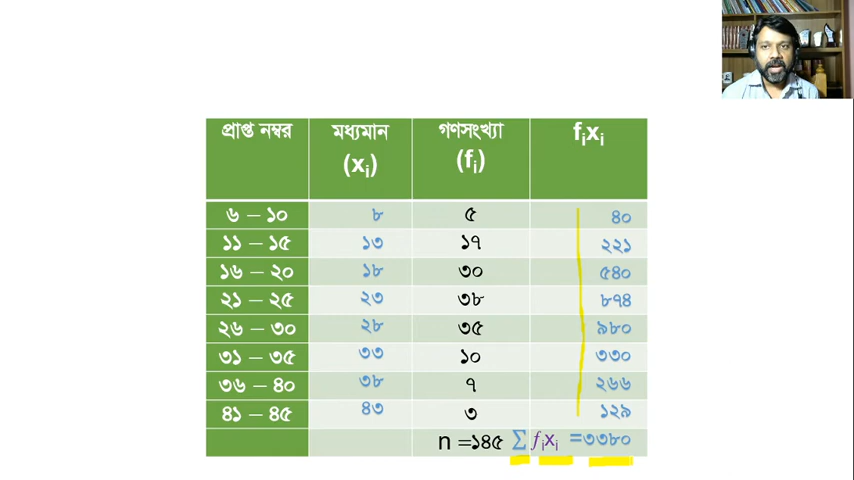 প্রাপ্ত নম্বর মধ্যমান (xi) গণসংখ্যা (fi) fixi
৬ – ১০ ৮ ৫ ৪০
১১ – ১৫ ১৩ ১৭ ২২১
১৬ – ২০ ১৮ ৩০ ৫৪০
২১ – ২৫ ২৩ ৩৮ ৮৭৪
২৬ – ৩০ ২৮ ৩৫ ৯৮০
৩১ – ৩৫ ৩৩ ১০ ৩৩০
৩৬ – ৪০ ৩৮ ৭ ২৬৬
৪১ – ৪৫ ৪৩ ৩ ১২৯
n =১৪৫ ∑ fixi =৩৩৮০